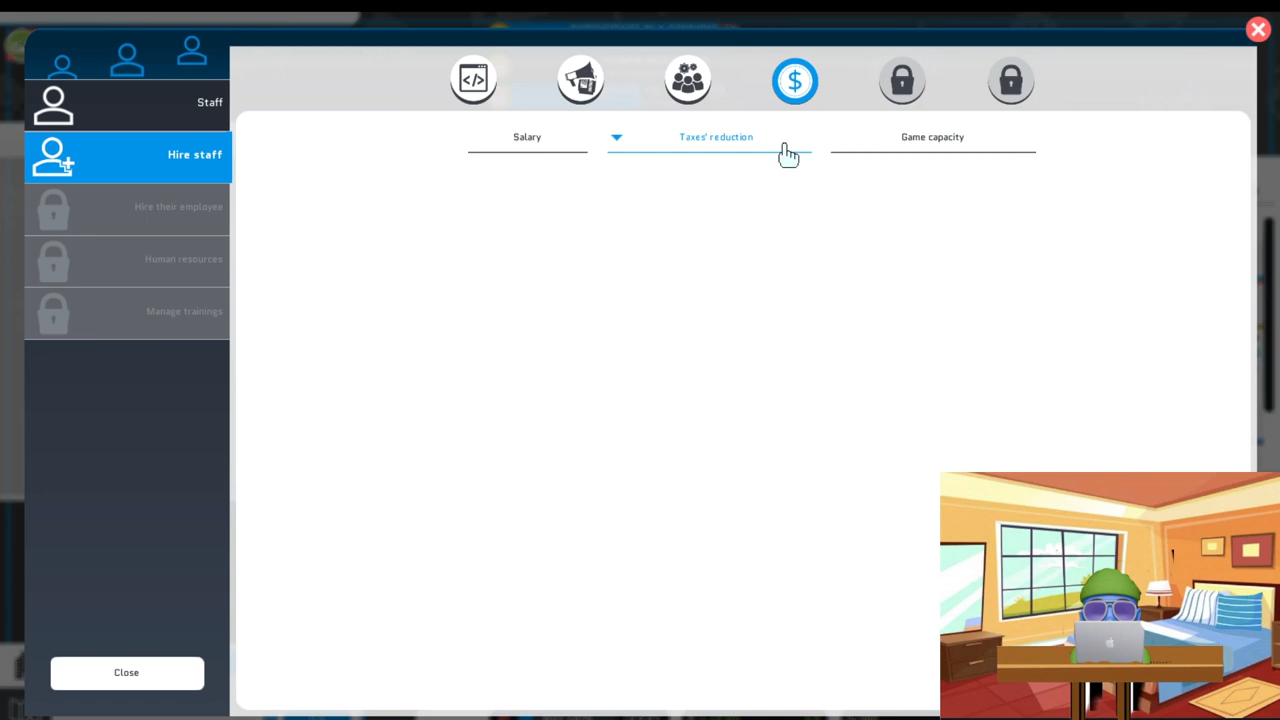 Staff
Hire staff
Hire their employee
Human resources
Manage trainings
Close
</>
$
Salary
Taxes' reduction
Game capacity